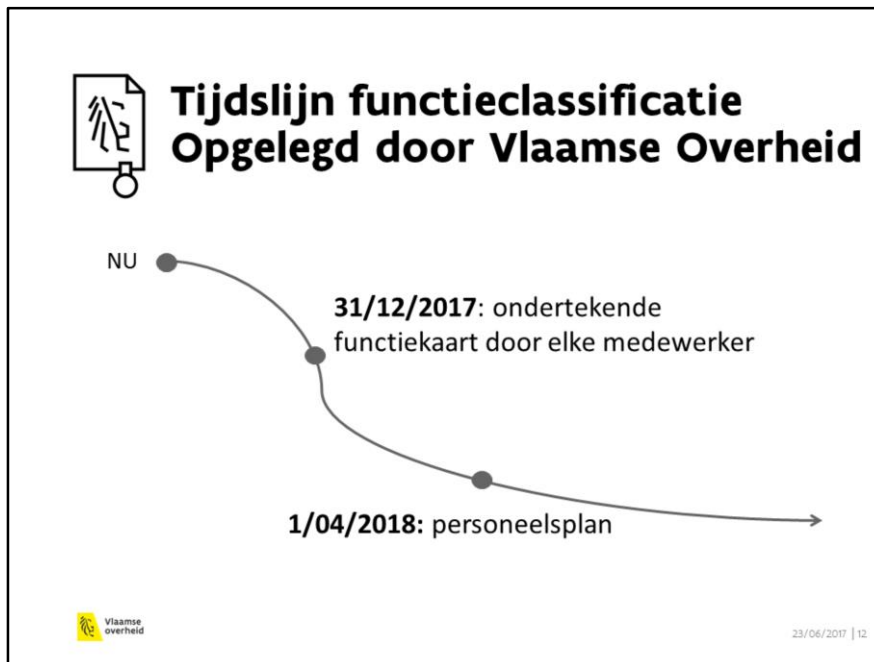 Tijdslijn functieclassificatie
Opgelegd door Vlaamse Overheid
NU
31/12/2017: ondertekende
functiekaart door elke medewerker
1/04/2018: personeelsplan
Vlaamse
overheid
23/06/2017 | 12